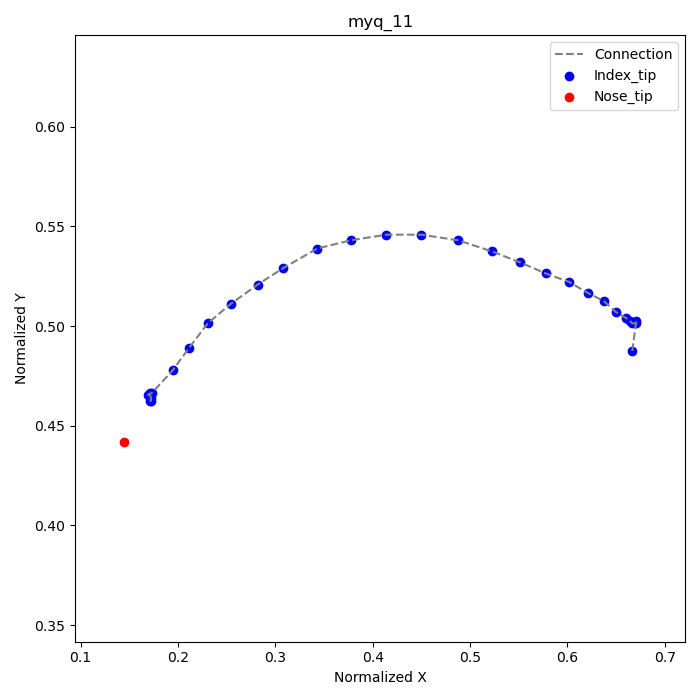 myq_11
Connection
Index_tip
Nose_tip
0.60
0.55
0.50
0.45
0.40
0.35
Normalized Y
0.1 0.2 0.3 0.4 0.5 0.6 0.7
Normalized X